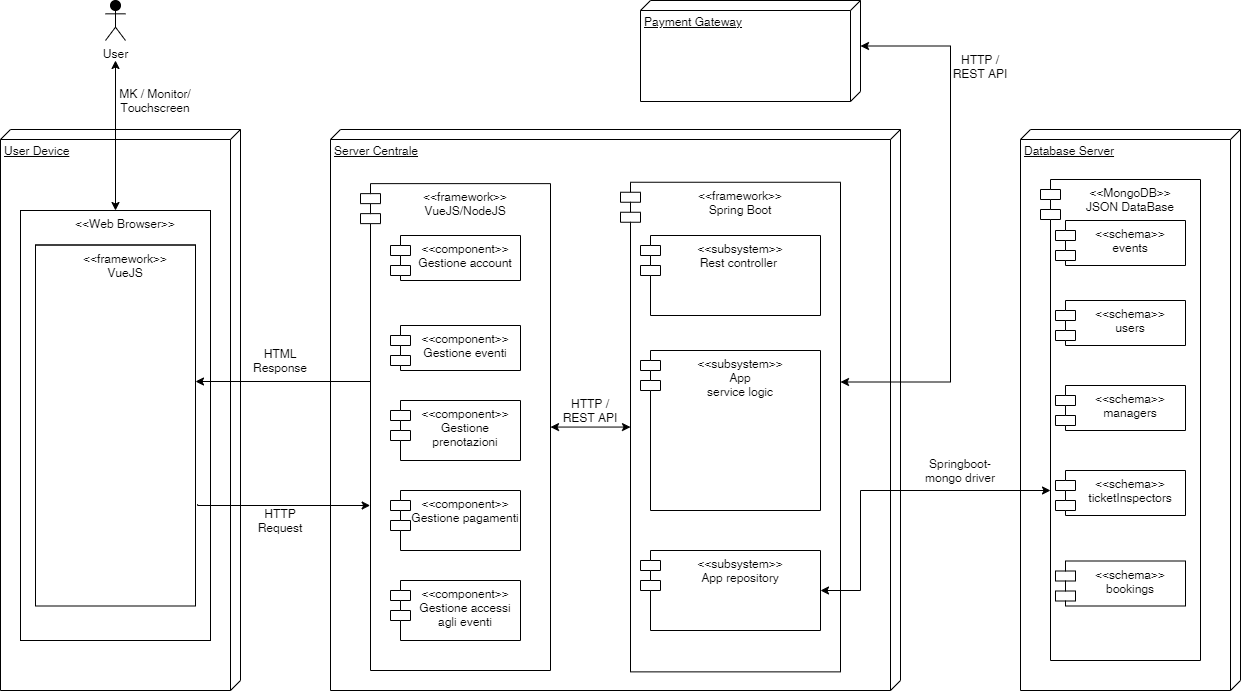 User
MK / Monitor/
Touchscreen
Payment Gateway
HTTP /
REST API
User Device
<<Web Browser>>
<<framework>>
VueJS
HTML
Response
HTTP
Request
Server Centrale
<<framework>>
VueJS/NodeJS
<<component>>
Gestione account
<<component>>
Gestione eventi
<<component>>
Gestione
prenotazioni
<<component>>
Gestione pagamenti
<<component>>
Gestione accessi
agli eventi
HTTP /
REST API
<<framework>>
Spring Boot
<<subsystem>>
Rest controller
<<subsystem>>
App
service logic
<<subsystem>>
App repository
Springboot-
mongo driver
Database Server
<<MongoDB>>
JSON DataBase
<<schema>>
events
<<schema>>
users
<<schema>>
managers
<<schema>>
ticketInspectors
<<schema>>
bookings